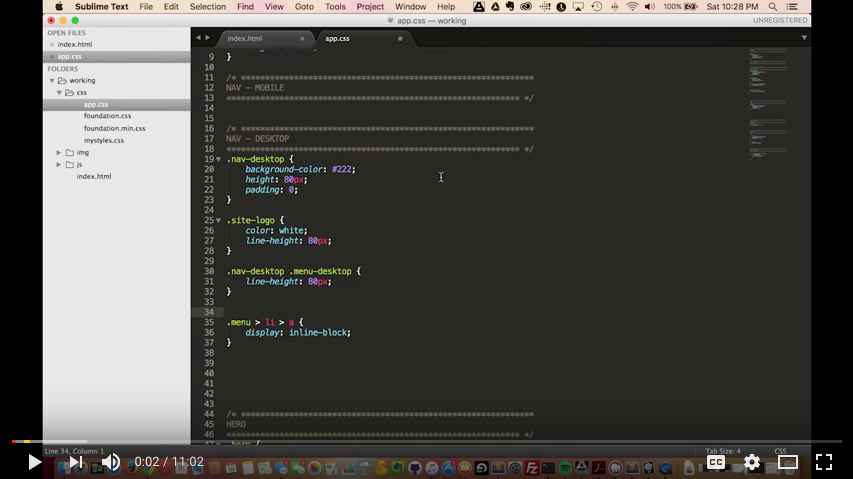 Sublime Text File Edit Selection Find View Goto Tools Project Window Help 100% Sat 10:28 PM
app.css — working UNREGISTERED
OPEN FILES
index.html
app.css
FOLDERS
working
css
app.css
foundation.css
foundation.min.css
mystyles.css
img
js
index.html
index.html app.css
9 }
10
11 /* ************************************************************
12 NAV - MOBILE
13 ************************************************************ */
14
15
16 /* ************************************************************
17 NAV - DESKTOP
18 ************************************************************ */
19 .nav-desktop {
20 background-color: #222;
21 height: 80px;
22 padding: 0;
23 }
24
25 .site-logo {
26 color: white;
27 line-height: 80px;
28 }
29
30 .nav-desktop .menu-desktop {
31 line-height: 80px;
32 }
33
34
35 .menu > li > a {
36 display: inline-block;
37 }
38
39
40
41
42
43
44 /* ************************************************************
45 HERO
46 ************************************************************ */
47 .hero {
Line 34, Column 1 Tab Size: 4 CSS
0:02 / 11:02 CC